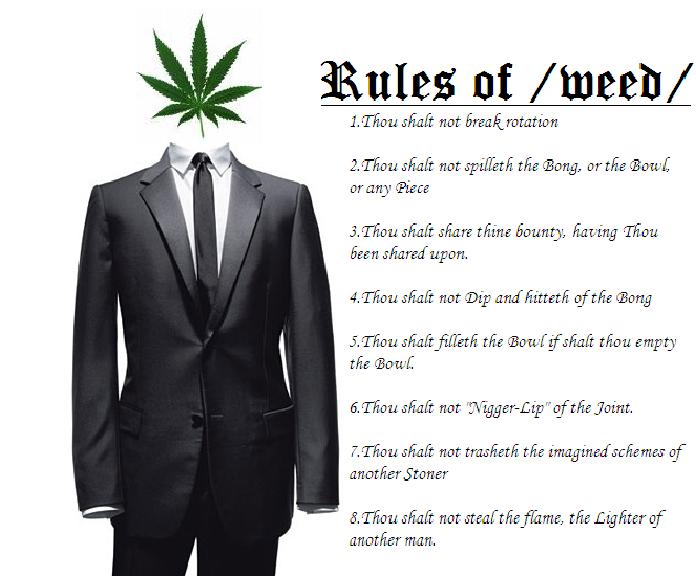 Rules of /weed/
1.Thou shalt not break rotation
2.Thou shalt not spilleth the Bong, or the Bowl,
or any Piece
3.Thou shalt share thine bounty, having Thou
been shared upon.
4.Thou shalt not Dip and hitteth of the Bong
5.Thou shalt filleth the Bowl if shalt thou empty
the Bowl.
6.Thou shalt not "Nigger-Lip" of the Joint.
7.Thou shalt not trasheth the imagined schemes of
another Stoner
8.Thou shalt not steal the flame, the Lighter of
another man.